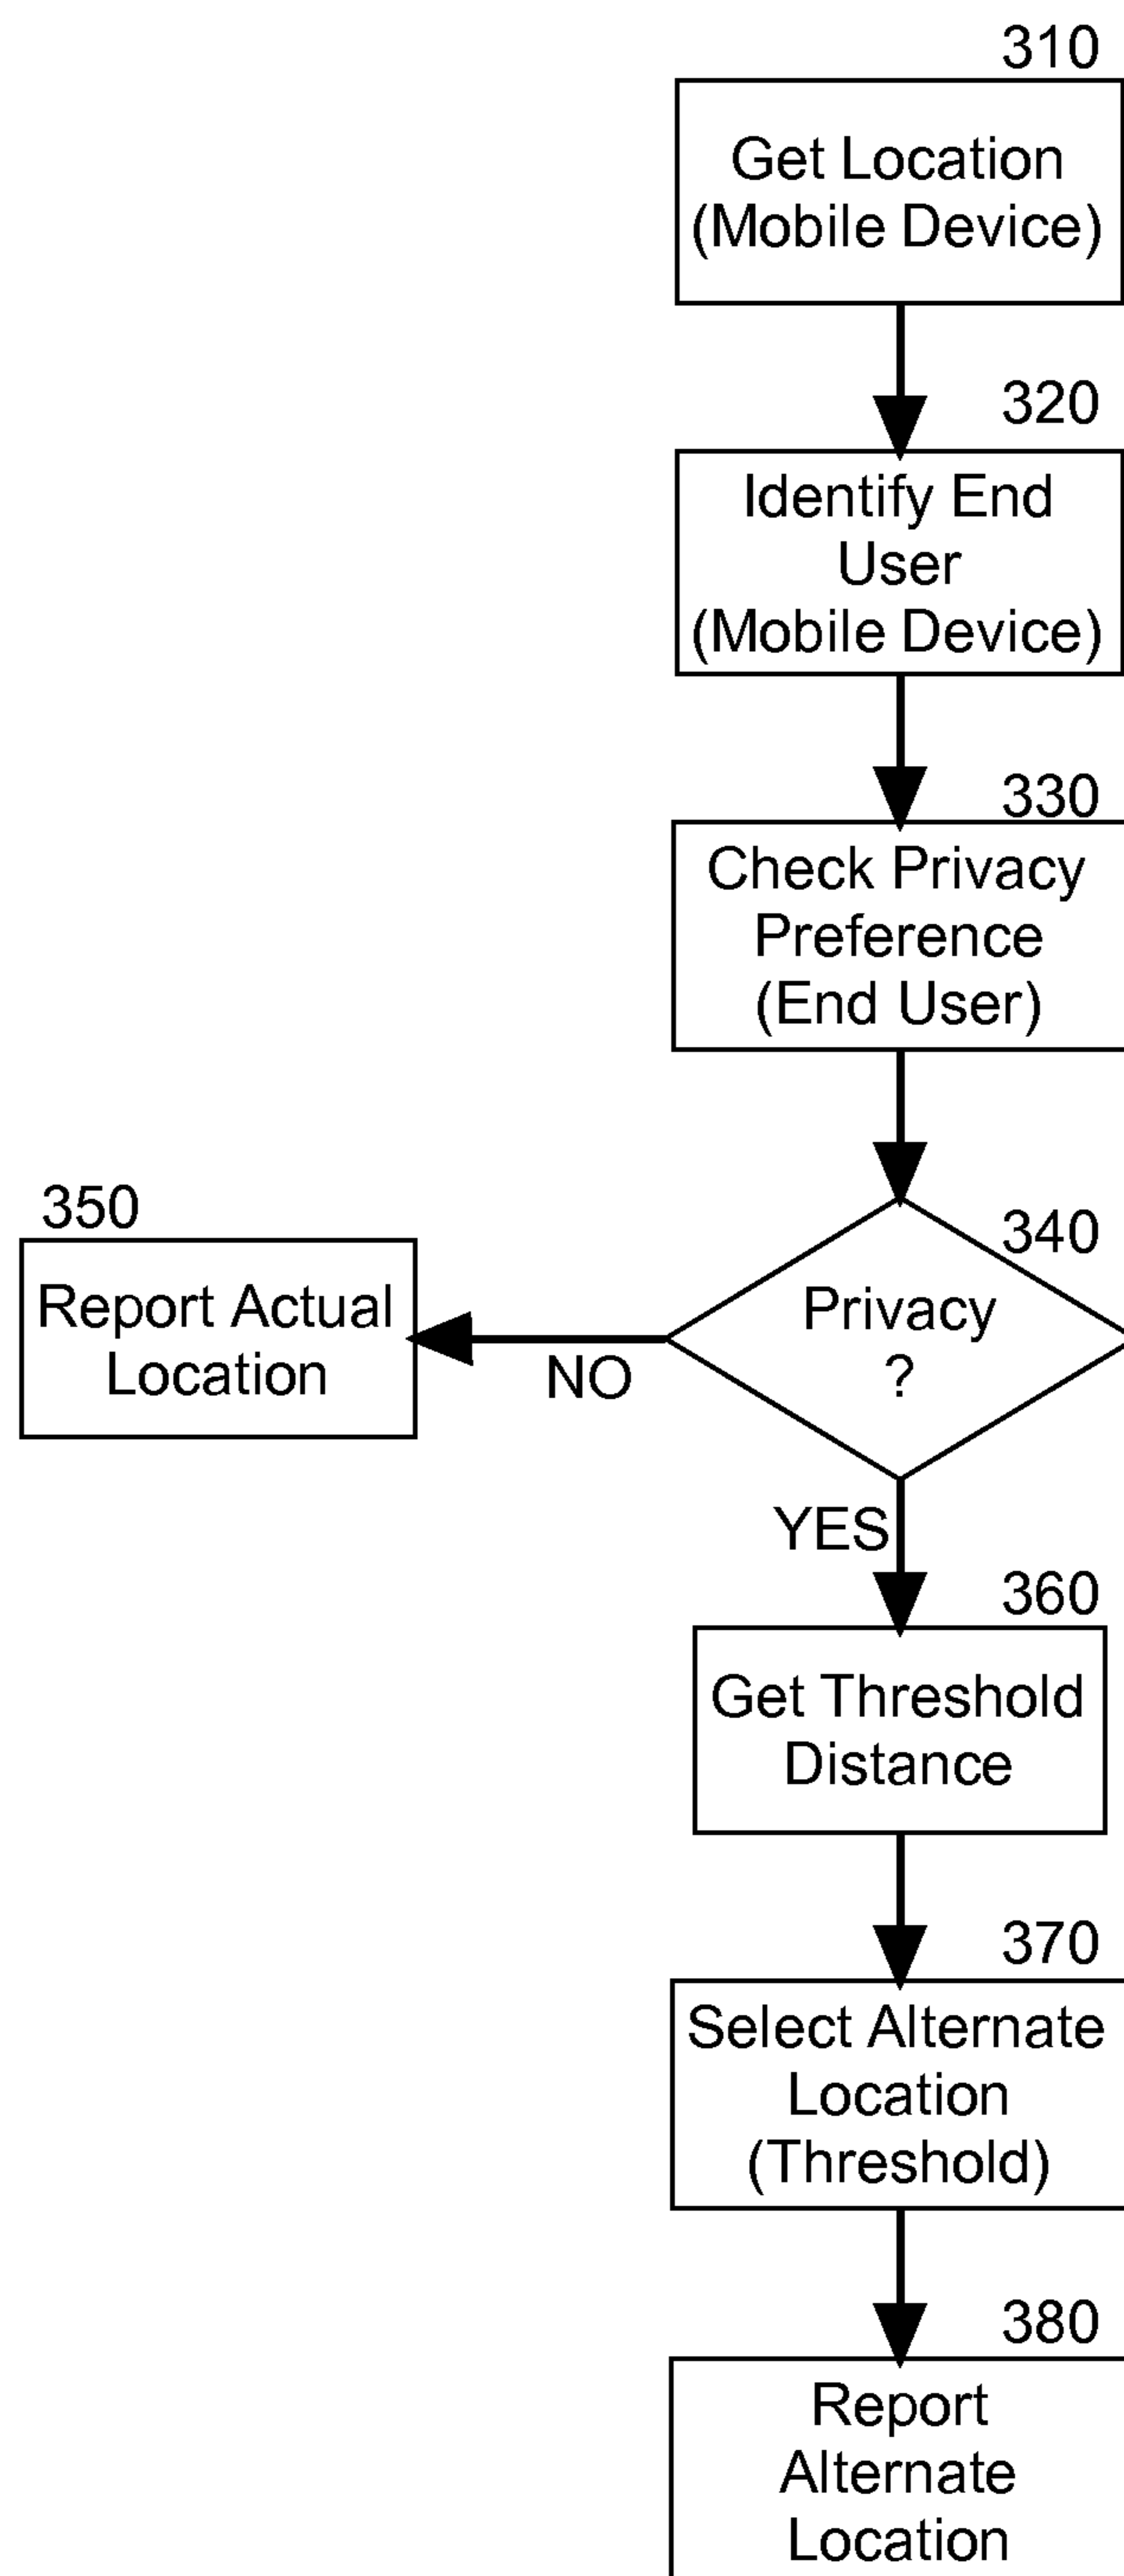 310
Get Location
(Mobile Device)
320
Identify End
User
(Mobile Device)
330
Check Privacy
Preference
(End User)
340
Privacy
?
350
Report Actual
Location
NO
YES
360
Get Threshold
Distance
370
Select Alternate
Location
(Threshold)
380
Report
Alternate
Location